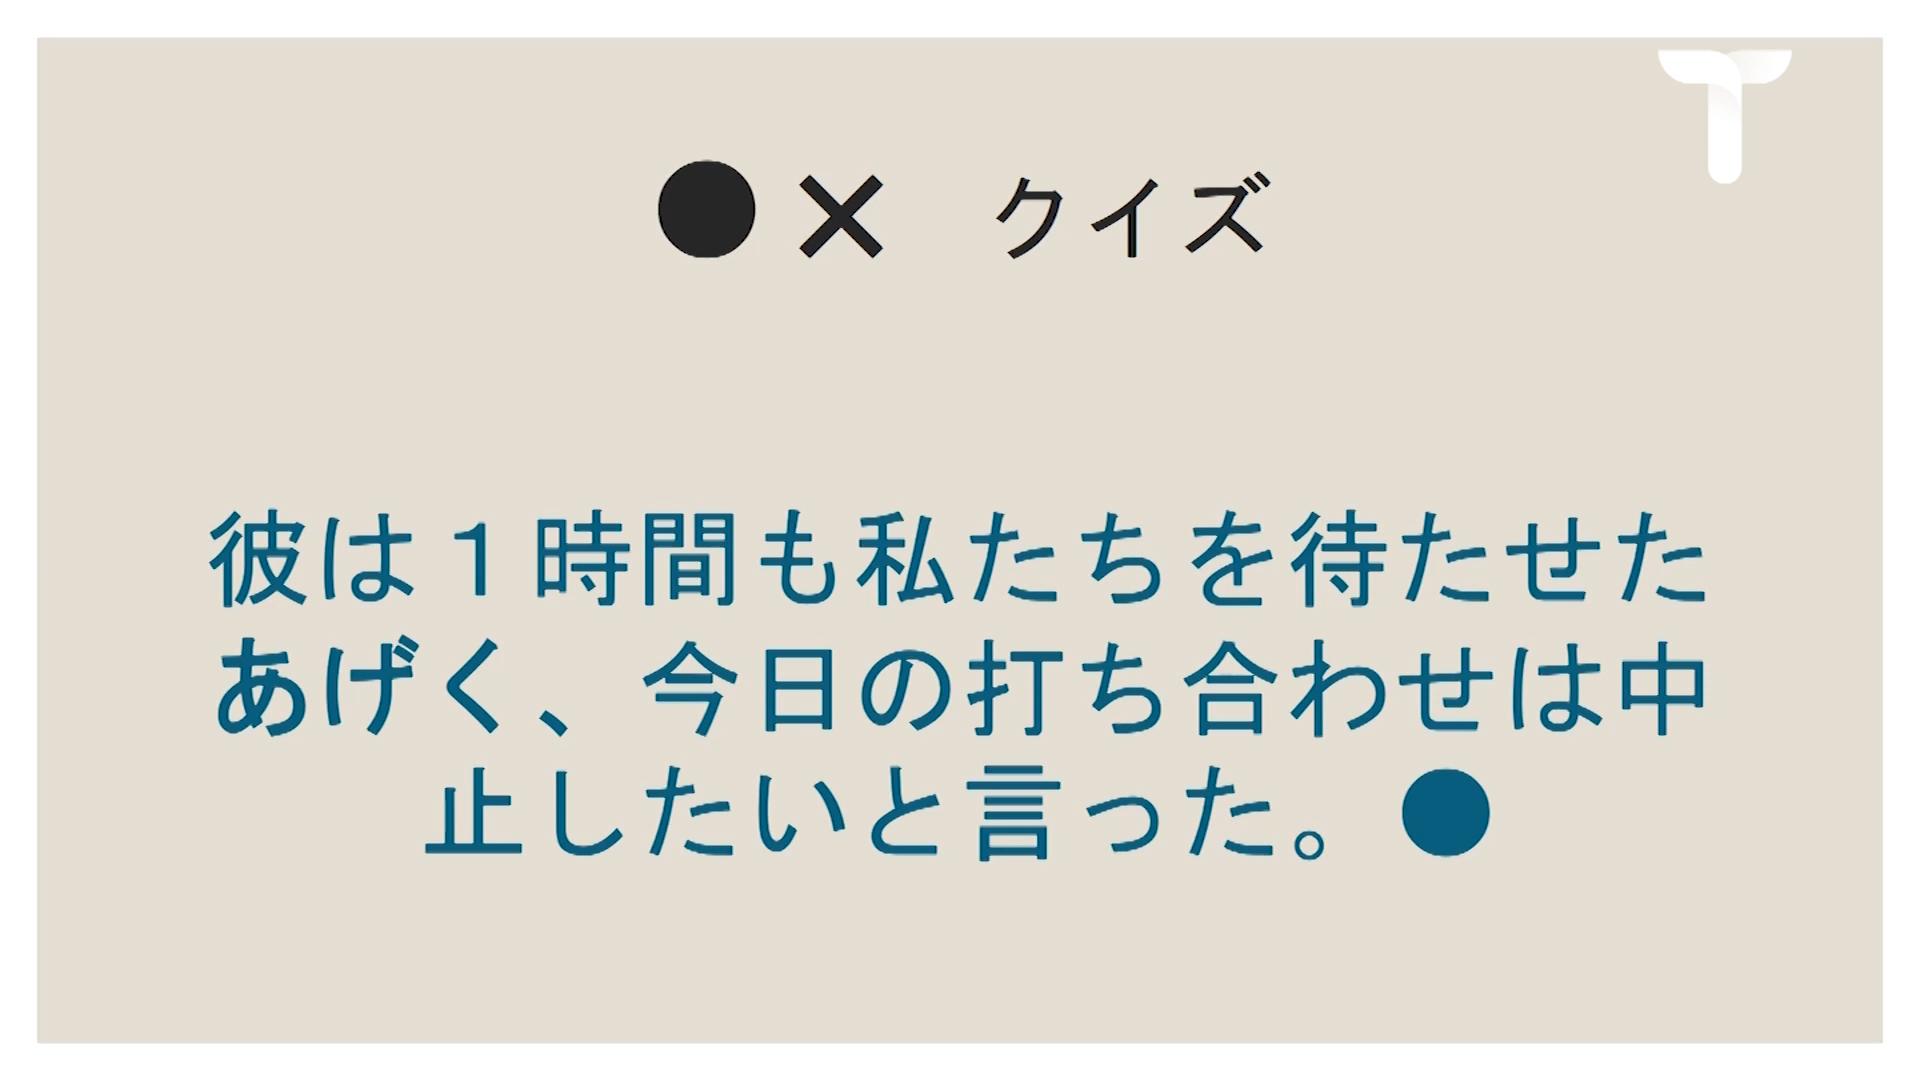 ●× クイズ
彼は１時間も私たちを待たせた
あげく、今日の打ち合わせは中
止したいと言った。●